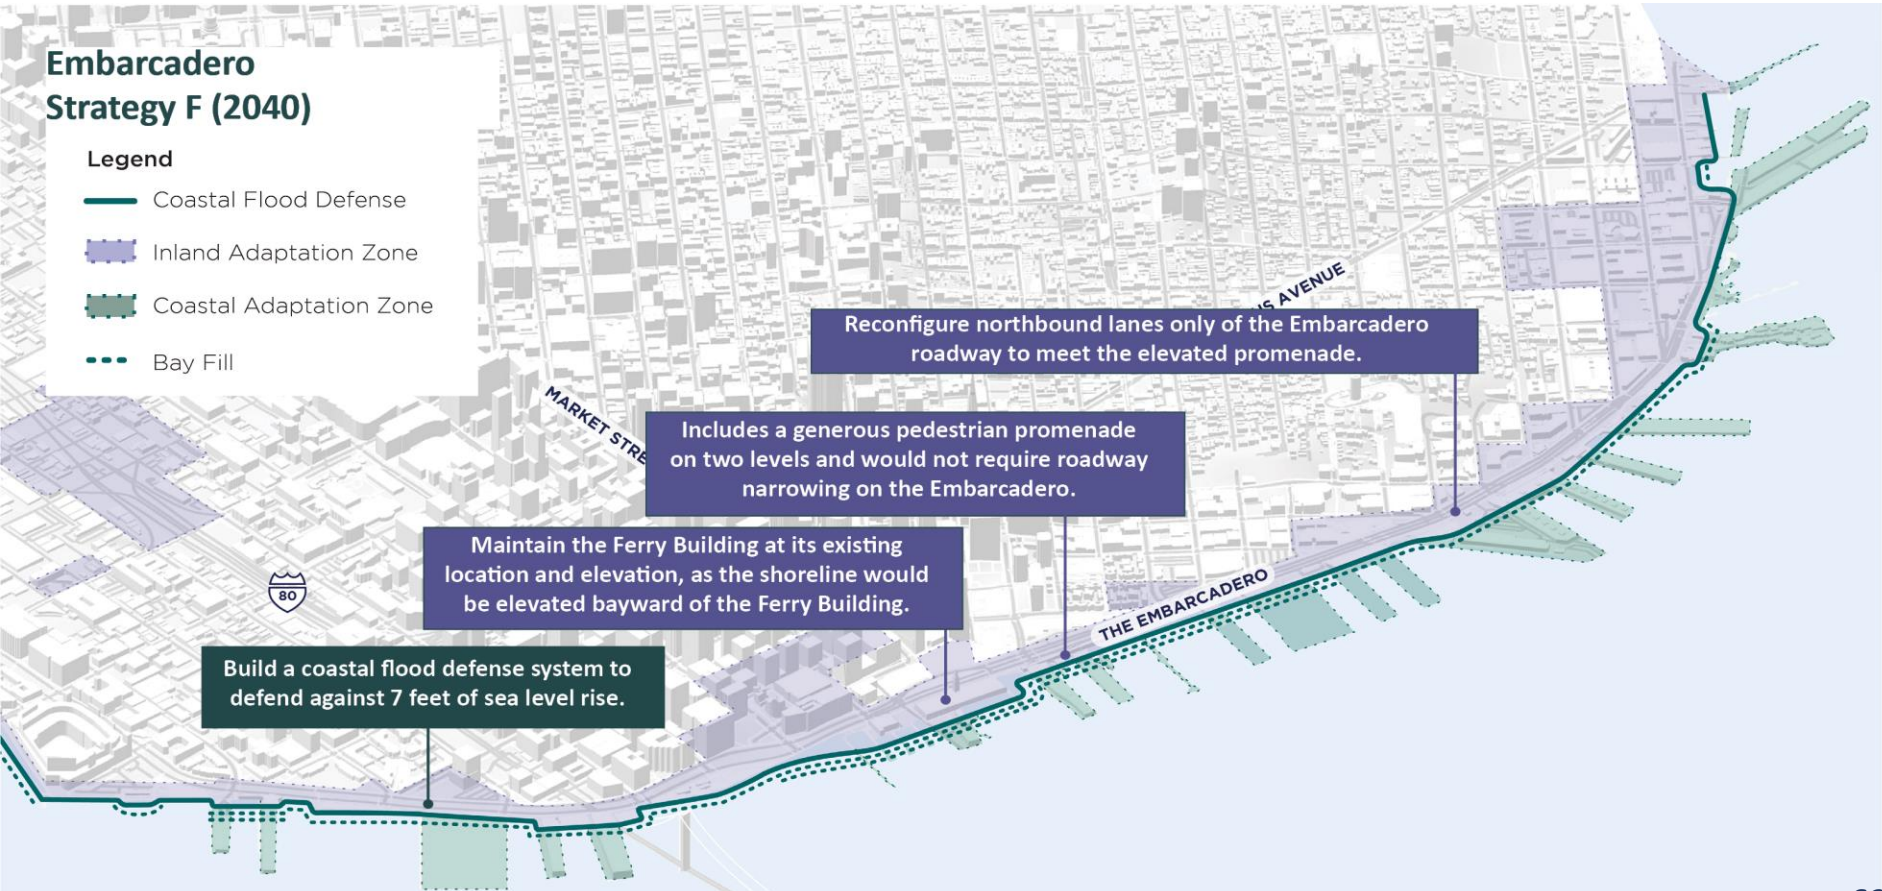 Embarcadero
Strategy F (2040)
Legend
Coastal Flood Defense
Inland Adaptation Zone
Coastal Adaptation Zone
Bay Fill
AVENUE
Reconfigure northbound lanes only of the Embarcadero
roadway to meet the elevated promenade.
MARKET
Includes a generous pedestrian promenade
on two levels and would not require roadway
narrowing on the Embarcadero.
Maintain the Ferry Building at its existing
location and elevation, as the shoreline would
be elevated bayward of the Ferry Building.
80
THE EMBARCADERO
Build a coastal flood defense system to
defend against 7 feet of sea level rise.